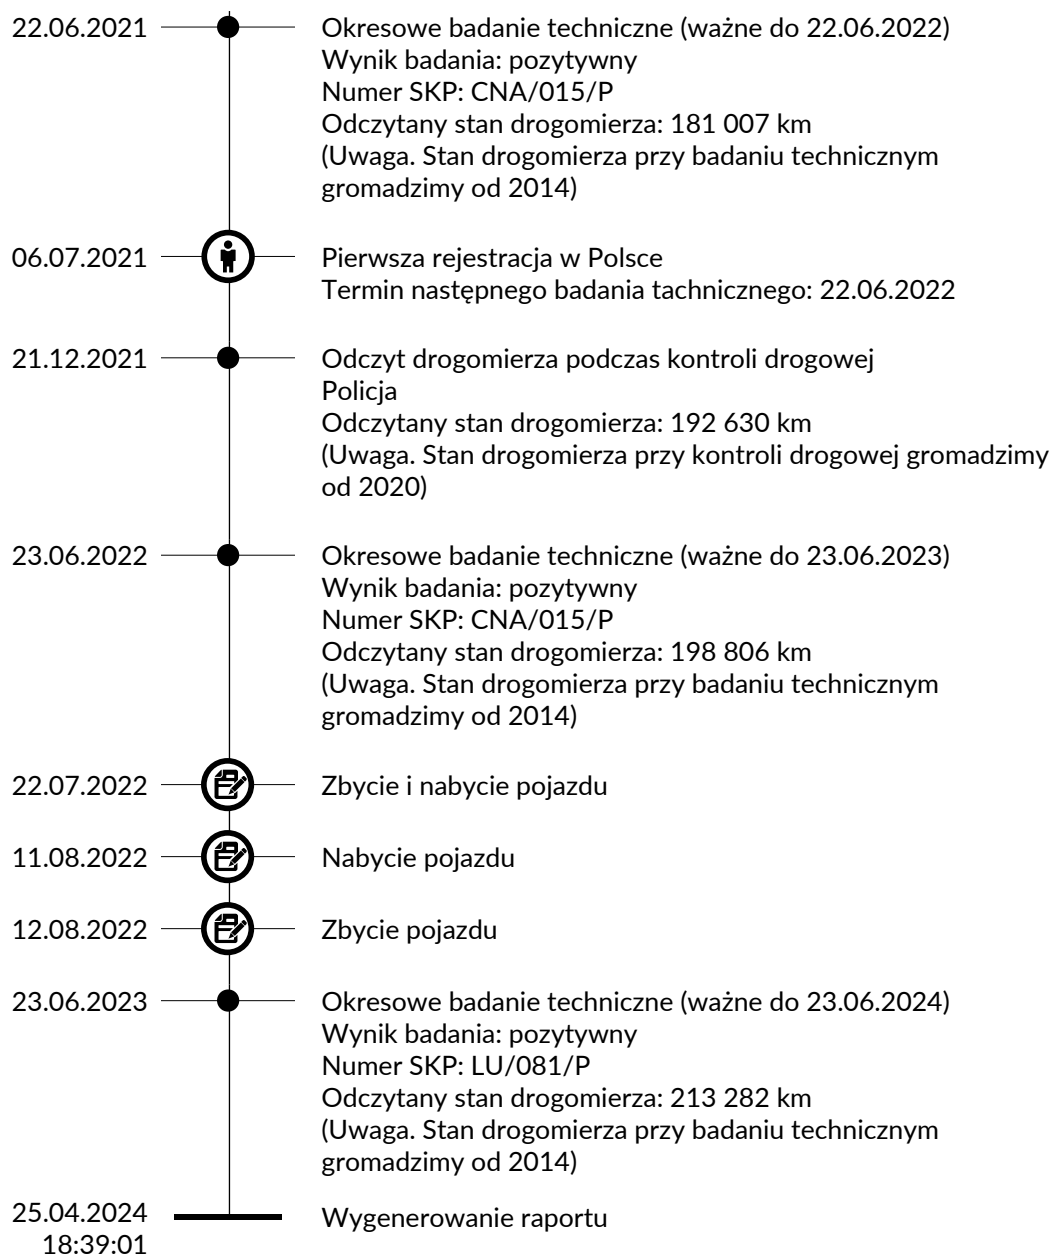 22.06.2021
Okresowe badanie techniczne (ważne do 22.06.2022)
Wynik badania: pozytywny
Numer SKP: CNA/015/P
Odczytany stan drogomierza: 181 007 km
(Uwaga. Stan drogomierza przy badaniu technicznym
gromadzimy od 2014)
06.07.2021
Pierwsza rejestracja w Polsce
Termin następnego badania tachnicznego: 22.06.2022
21.12.2021
Odczyt drogomierza podczas kontroli drogowej
Policja
Odczytany stan drogomierza: 192 630 km
(Uwaga. Stan drogomierza przy kontroli drogowej gromadzimy
od 2020)
23.06.2022
Okresowe badanie techniczne (ważne do 23.06.2023)
Wynik badania: pozytywny
Numer SKP: CNA/015/P
Odczytany stan drogomierza: 198 806 km
(Uwaga. Stan drogomierza przy badaniu technicznym
gromadzimy od 2014)
22.07.2022
Zbycie i nabycie pojazdu
11.08.2022
Nabycie pojazdu
12.08.2022
Zbycie pojazdu
23.06.2023
Okresowe badanie techniczne (ważne do 23.06.2024)
Wynik badania: pozytywny
Numer SKP: LU/081/P
Odczytany stan drogomierza: 213 282 km
(Uwaga. Stan drogomierza przy badaniu technicznym
gromadzimy od 2014)
25.04.2024
18:39:01
Wygenerowanie raportu